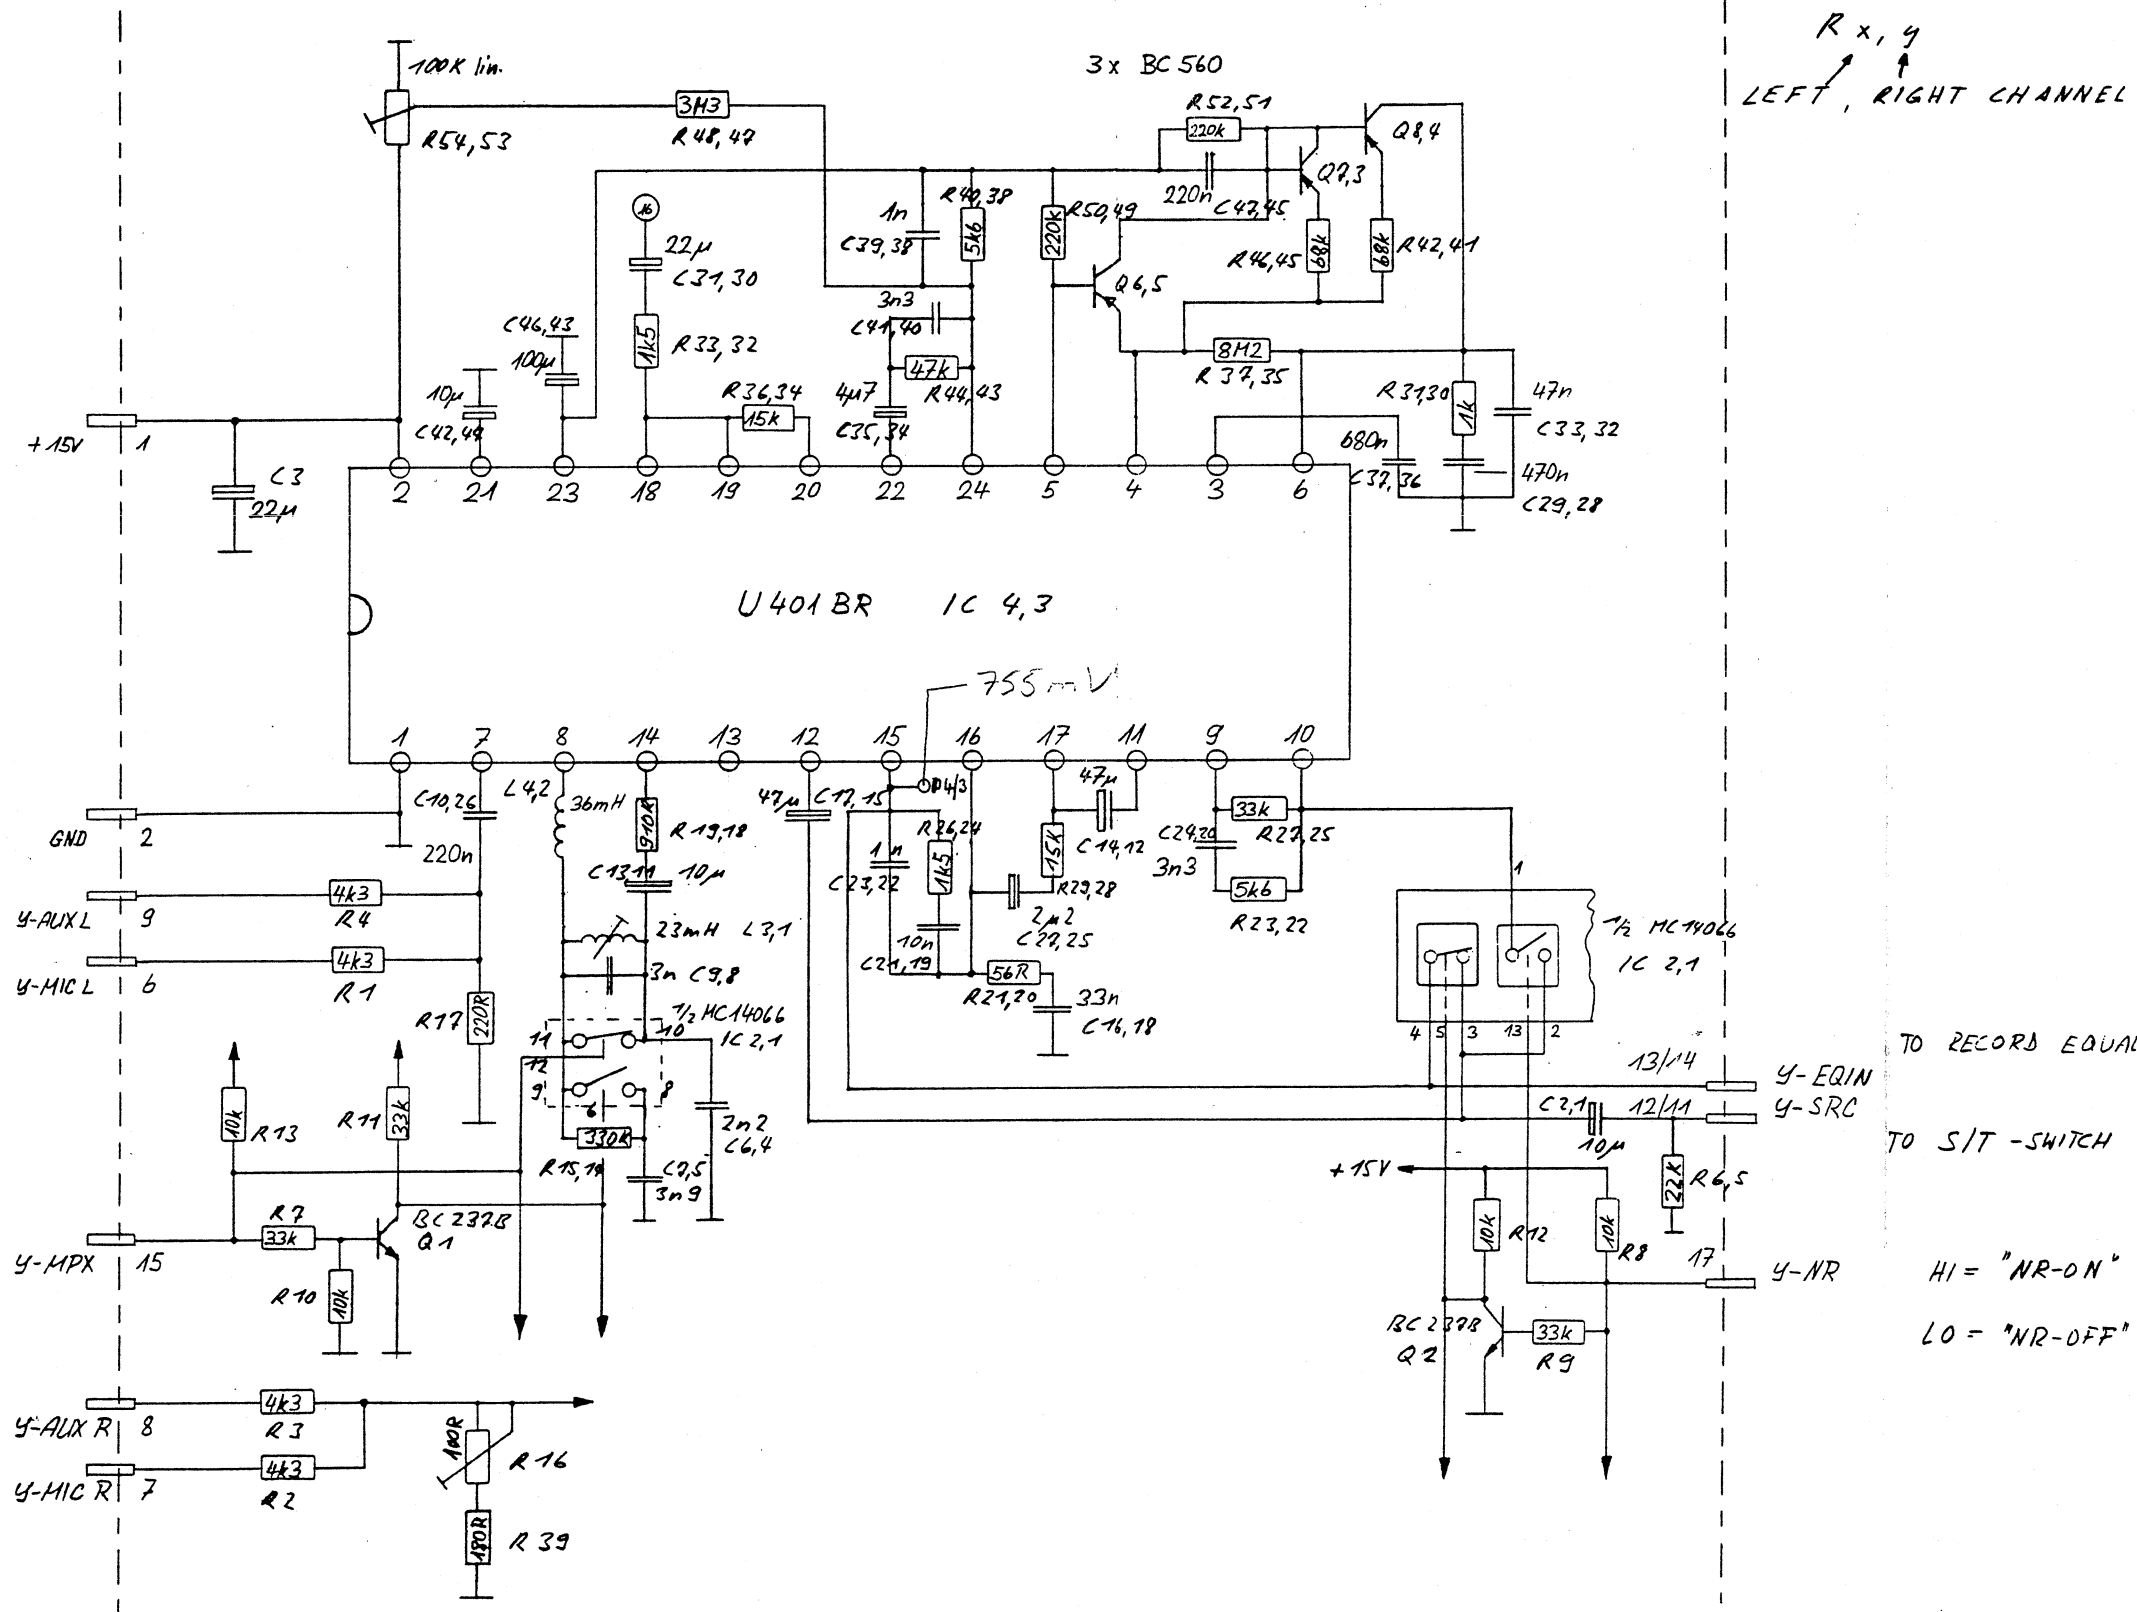 R x, y
LEFT, RIGHT CHANNEL
100K lin.
R54,53
3M3
R48,47
3x BC560
R52,51
220k
220n
C47,45
Q8,4
Q7,3
R40,38
5k6
1n
C39,38
R50,49
220k
R46,45
68k
68k
R42,41
16
22µ
C31,30
1k5
R33,32
3n3
C41,40
47k
R44,43
Q6,5
8M2
R37,35
C46,43
100µ
10µ
C42,44
R36,34
15k
4µ7
C35,34
R31,30
1k
47n
C33,32
680n
C37,36
470n
C29,28
+15V
1
C3
22µ
2
21
23
18
19
20
22
24
5
4
3
6
U401BR IC 4,3
755mV
1
7
8
14
13
12
15
16
17
11
9
10
GND
2
C10,26
220n
L4,2
36mH
910R
R19,18
C13,11
10µ
47µ
C17,15
P4/3
R26,24
1n
1k5
C23,22
10n
C21,19
47µ
C14,12
15K
R29,28
2µ2
C27,25
33k
R27,25
C24,20
3n3
5k6
R23,22
56R
R21,20
33n
C16,18
Y-AUX L
9
4k3
R4
Y-MIC L
6
4k3
R1
R17
220R
23mH L3,1
3n C9,8
1/2 MC14066
IC 2,1
11
10
12
9
8
6
330k
R15,14
C7,5
3n9
2n2
C6,4
1
1/2 MC14066
IC 2,1
4
5
3
13
2
13/14
Y-EQIN
TO RECORD EQUAL
C2,1
10µ
12/11
Y-SRC
TO S/T-SWITCH
22K
R6,5
+15V
10k
R12
10k
R8
17
Y-NR
HI = "NR-ON"
LO = "NR-OFF"
BC237B
Q2
33k
R9
10k
R13
R11
33k
Y-MPX
15
R7
33k
R10
10k
BC237B
Q1
Y-AUX R
8
4k3
R3
Y-MIC R
7
4k3
R2
100R
R16
180R
R39